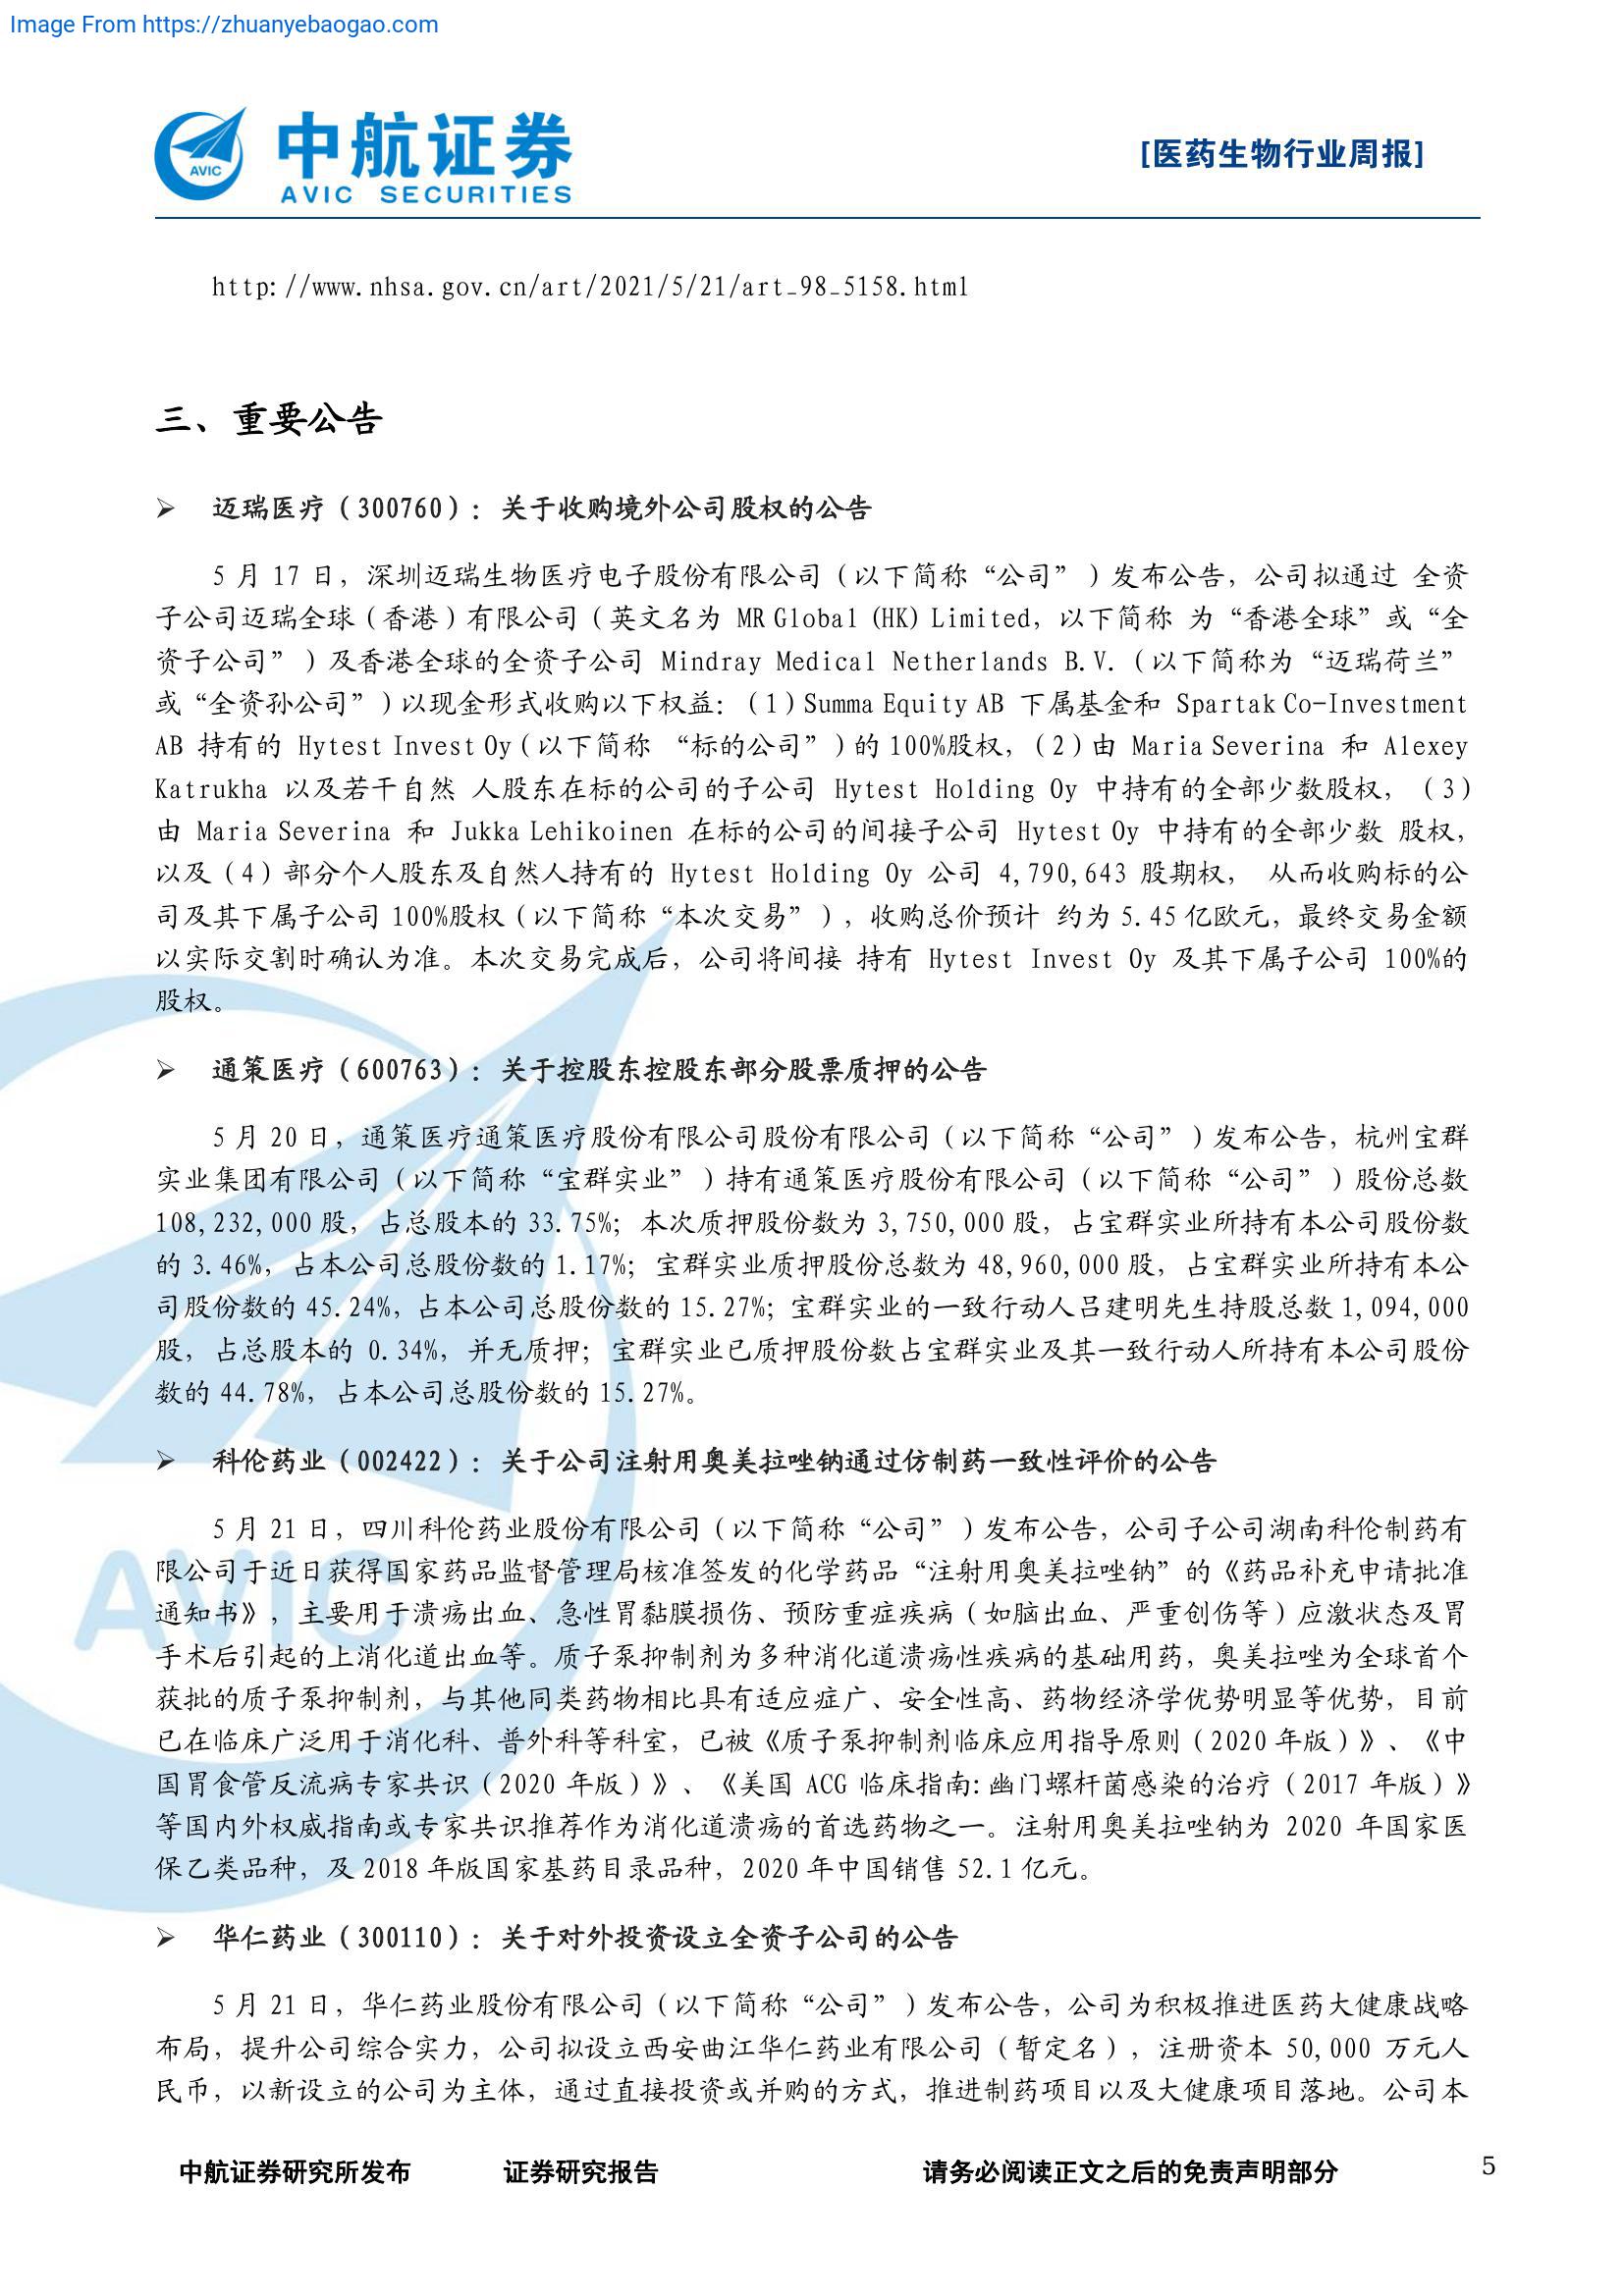 Image From https://zhuanyebaogao.com
AVIC
中航证券
AVIC SECURITIES
[医药生物行业周报]
http://www.nhsa.gov.cn/art/2021/5/21/art_98_5158.html
三、重要公告
➢ 迈瑞医疗（300760）：关于收购境外公司股权的公告
5 月 17 日，深圳迈瑞生物医疗电子股份有限公司（以下简称“公司”）发布公告，公司拟通过 全资
子公司迈瑞全球（香港）有限公司（英文名为 MR Global (HK) Limited，以下简称 为“香港全球”或“全
资子公司”）及香港全球的全资子公司 Mindray Medical Netherlands B.V.（以下简称为“迈瑞荷兰”
或“全资孙公司”）以现金形式收购以下权益：（1）Summa Equity AB 下属基金和 Spartak Co-Investment
AB 持有的 Hytest Invest Oy（以下简称 “标的公司”）的 100%股权，（2）由 Maria Severina 和 Alexey
Katrukha 以及若干自然 人股东在标的公司的子公司 Hytest Holding Oy 中持有的全部少数股权，（3）
由 Maria Severina 和 Jukka Lehikoinen 在标的公司的间接子公司 Hytest Oy 中持有的全部少数 股权，
以及（4）部分个人股东及自然人持有的 Hytest Holding Oy 公司 4,790,643 股期权， 从而收购标的公
司及其下属子公司 100%股权（以下简称“本次交易”），收购总价预计 约为 5.45 亿欧元，最终交易金额
以实际交割时确认为准。本次交易完成后，公司将间接 持有 Hytest Invest Oy 及其下属子公司 100%的
股权。
➢ 通策医疗（600763）：关于控股东控股东部分股票质押的公告
5 月 20 日，通策医疗通策医疗股份有限公司股份有限公司（以下简称“公司”）发布公告，杭州宝群
实业集团有限公司（以下简称“宝群实业”）持有通策医疗股份有限公司（以下简称“公司”）股份总数
108,232,000 股，占总股本的 33.75%；本次质押股份数为 3,750,000 股，占宝群实业所持有本公司股份数
的 3.46%，占本公司总股份数的 1.17%；宝群实业质押股份总数为 48,960,000 股，占宝群实业所持有本公
司股份数的 45.24%，占本公司总股份数的 15.27%；宝群实业的一致行动人吕建明先生持股总数 1,094,000
股，占总股本的 0.34%，并无质押；宝群实业已质押股份数占宝群实业及其一致行动人所持有本公司股份
数的 44.78%，占本公司总股份数的 15.27%。
➢ 科伦药业（002422）：关于公司注射用奥美拉唑钠通过仿制药一致性评价的公告
5 月 21 日，四川科伦药业股份有限公司（以下简称“公司”）发布公告，公司子公司湖南科伦制药有
限公司于近日获得国家药品监督管理局核准签发的化学药品“注射用奥美拉唑钠”的《药品补充申请批准
通知书》，主要用于溃疡出血、急性胃黏膜损伤、预防重症疾病（如脑出血、严重创伤等）应激状态及胃
手术后引起的上消化道出血等。质子泵抑制剂为多种消化道溃疡性疾病的基础用药，奥美拉唑为全球首个
获批的质子泵抑制剂，与其他同类药物相比具有适应症广、安全性高、药物经济学优势明显等优势，目前
已在临床广泛用于消化科、普外科等科室，已被《质子泵抑制剂临床应用指导原则（2020 年版）》、《中
国胃食管反流病专家共识（2020 年版）》、《美国 ACG 临床指南:幽门螺杆菌感染的治疗（2017 年版）》
等国内外权威指南或专家共识推荐作为消化道溃疡的首选药物之一。注射用奥美拉唑钠为 2020 年国家医
保乙类品种，及 2018 年版国家基药目录品种，2020 年中国销售 52.1 亿元。
➢ 华仁药业（300110）：关于对外投资设立全资子公司的公告
5 月 21 日，华仁药业股份有限公司（以下简称“公司”）发布公告，公司为积极推进医药大健康战略
布局，提升公司综合实力，公司拟设立西安曲江华仁药业有限公司（暂定名），注册资本 50,000 万元人
民币，以新设立的公司为主体，通过直接投资或并购的方式，推进制药项目以及大健康项目落地。公司本
AVIC
中航证券研究所发布 证券研究报告 请务必阅读正文之后的免责声明部分 5